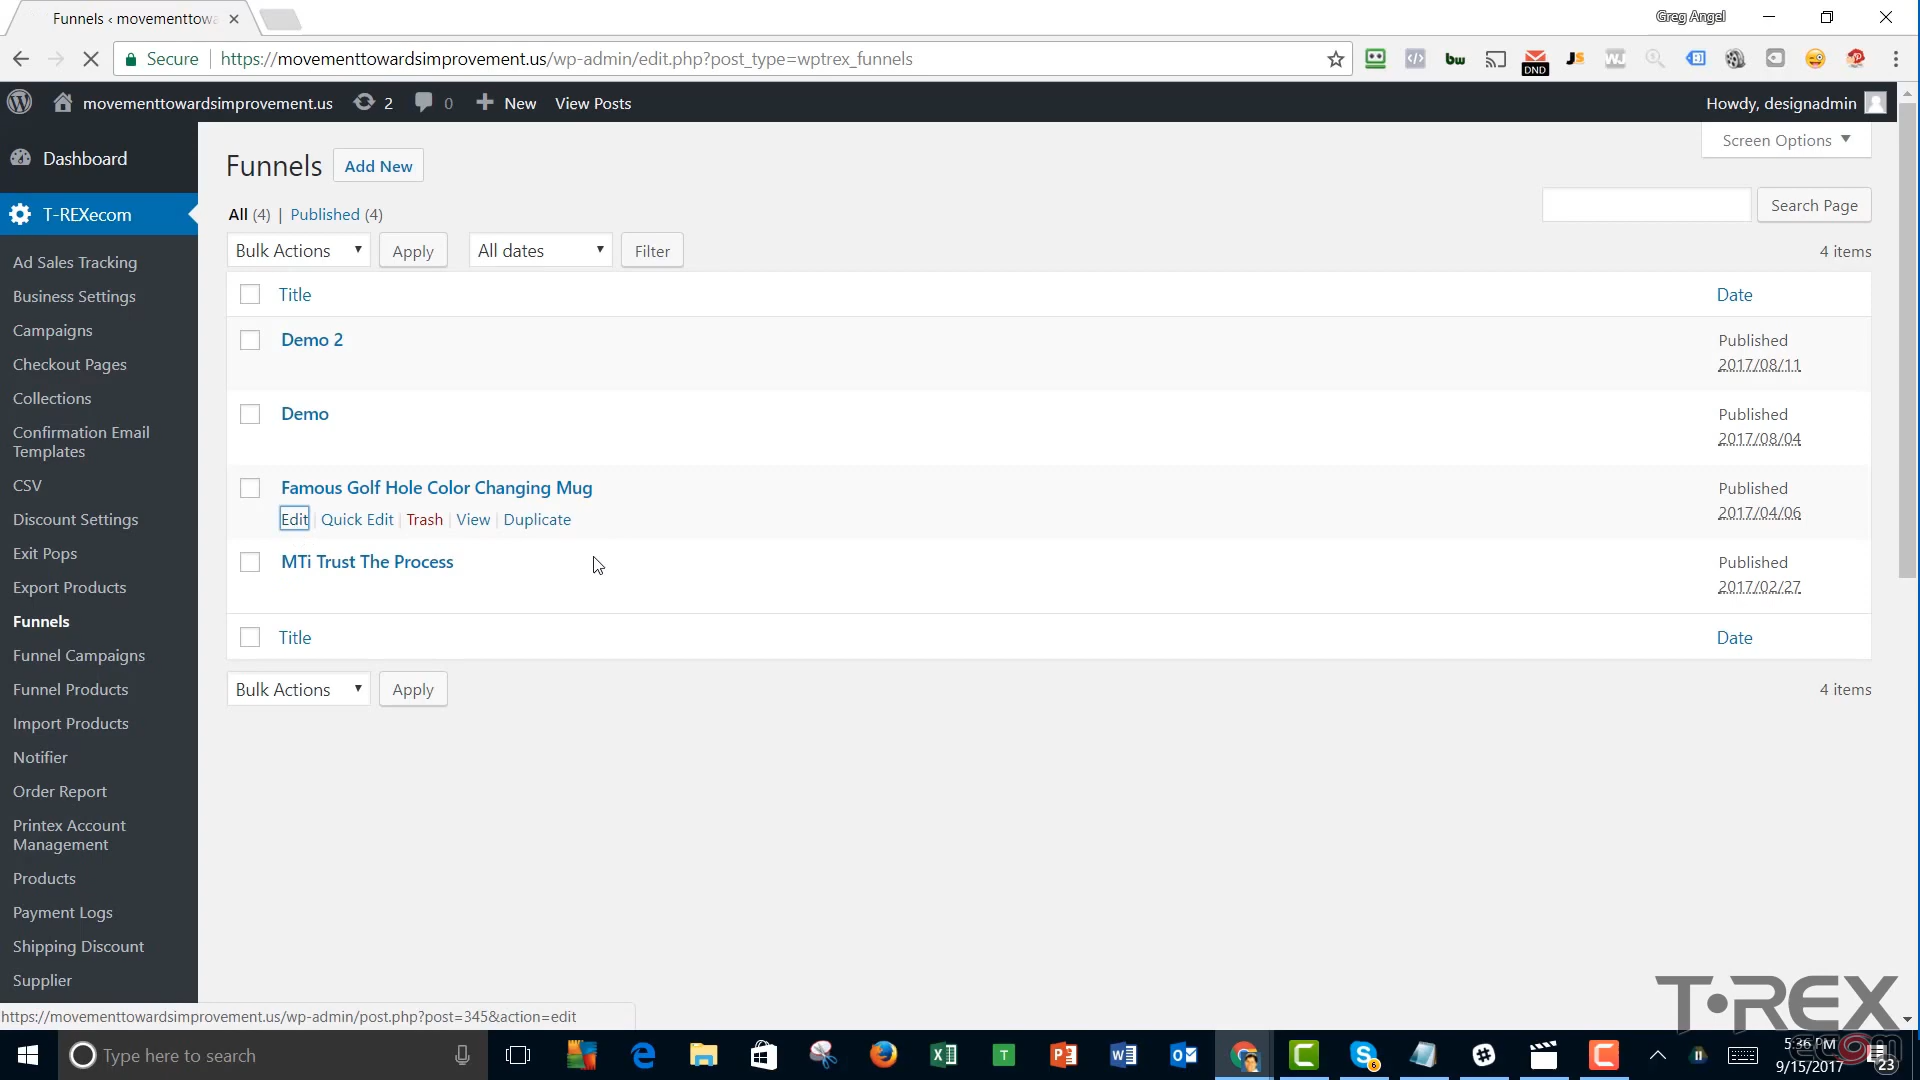 Funnels ‹ movementtowa
Greg Angel
Secure
https://movementtowardsimprovement.us/wp-admin/edit.php?post_type=wptrex_funnels
bw
DND
JS
WJ
movementtowardsimprovement.us
2
0
New
View Posts
Howdy, designadmin
Dashboard
T-REXecom
Ad Sales Tracking
Business Settings
Campaigns
Checkout Pages
Collections
Confirmation Email
Templates
CSV
Discount Settings
Exit Pops
Export Products
Funnels
Funnel Campaigns
Funnel Products
Import Products
Notifier
Order Report
Printex Account
Management
Products
Payment Logs
Shipping Discount
Supplier
Funnels
Add New
Screen Options
All (4) | Published (4)
Search Page
Bulk Actions
Apply
All dates
Filter
4 items
Title
Date
Demo 2
Published
2017/08/11
Demo
Published
2017/08/04
Famous Golf Hole Color Changing Mug
Edit | Quick Edit | Trash | View | Duplicate
Published
2017/04/06
MTi Trust The Process
Published
2017/02/27
Title
Date
Bulk Actions
Apply
4 items
https://movementtowardsimprovement.us/wp-admin/post.php?post=345&action=edit
T•REX
ecom
Type here to search
6
5:36 PM
9/15/2017
23